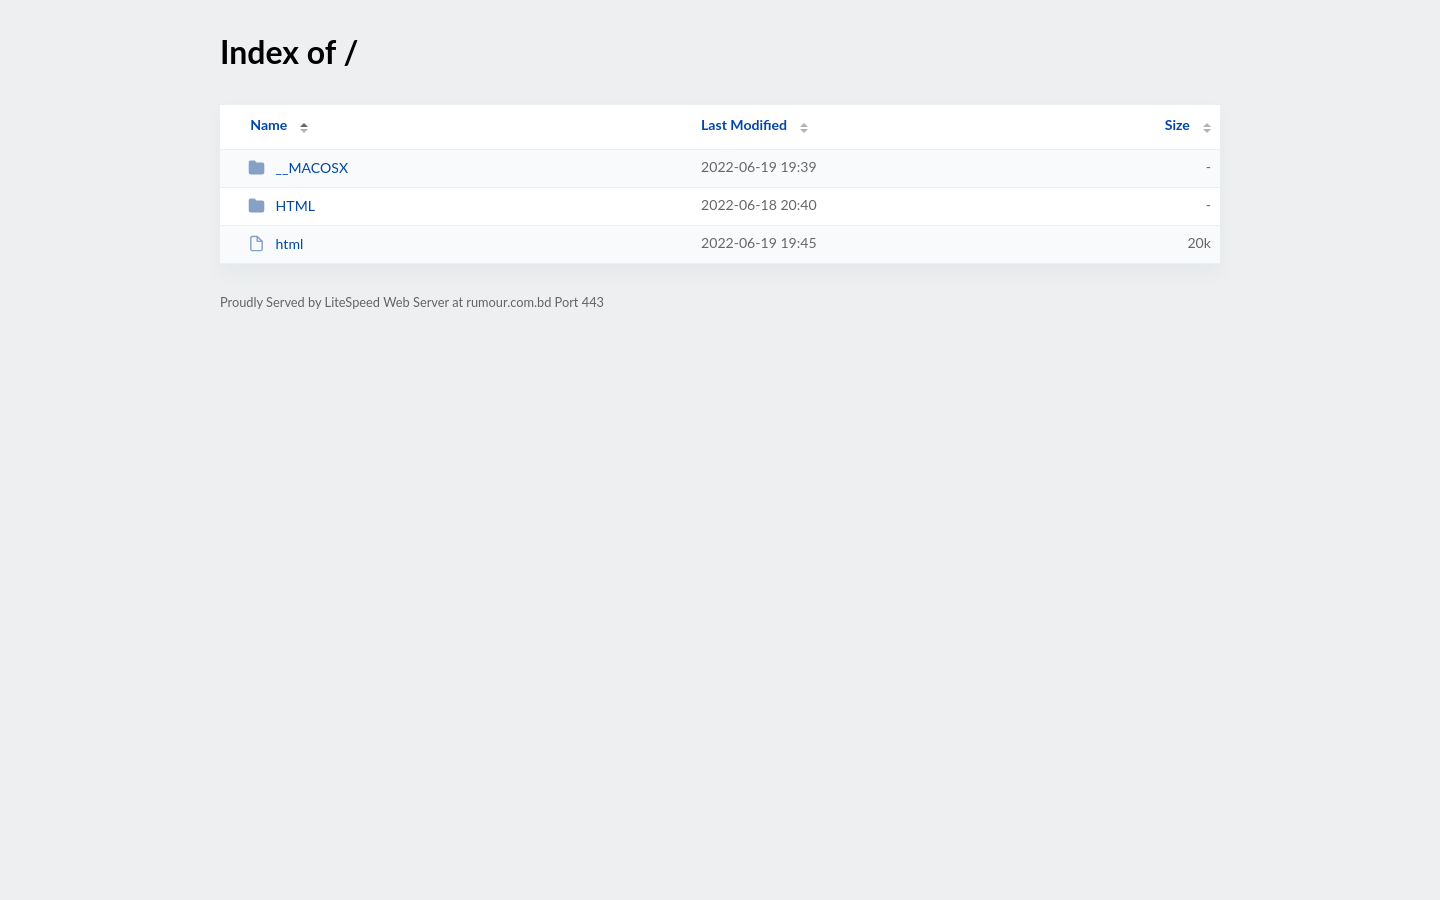 Index of /
Name Last Modified Size
__MACOSX 2022-06-19 19:39 -
HTML 2022-06-18 20:40 -
html 2022-06-19 19:45 20k
Proudly Served by LiteSpeed Web Server at rumour.com.bd Port 443